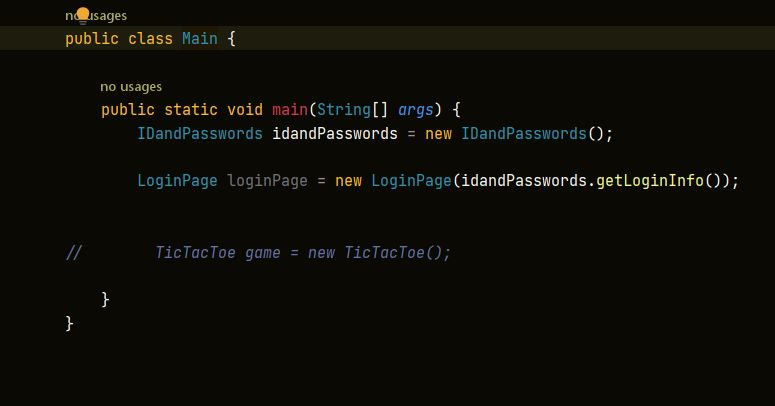 no usages
public class Main {
no usages
public static void main(String[] args) {
IDandPasswords idandPasswords = new IDandPasswords();
LoginPage loginPage = new LoginPage(idandPasswords.getLoginInfo());
// TicTacToe game = new TicTacToe();
}
}